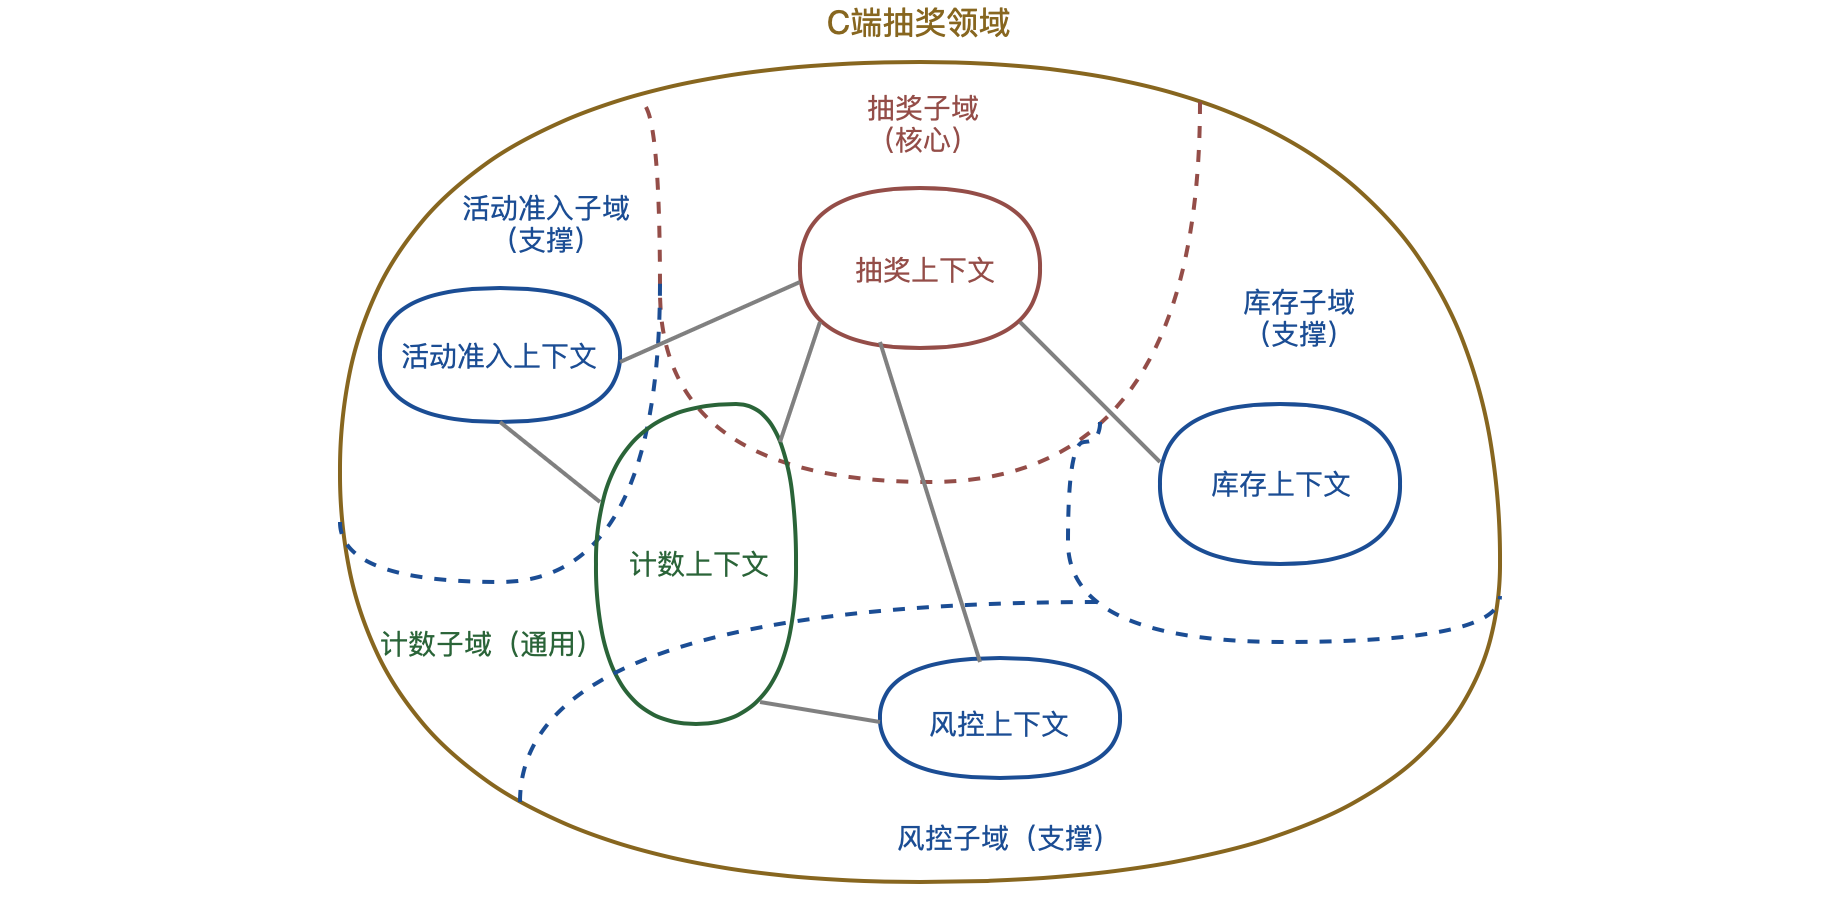 C端抽奖领域
抽奖子域
（核心）
活动准入子域
（支撑）
抽奖上下文
库存子域
（支撑）
活动准入上下文
库存上下文
计数上下文
计数子域（通用）
风控上下文
风控子域（支撑）